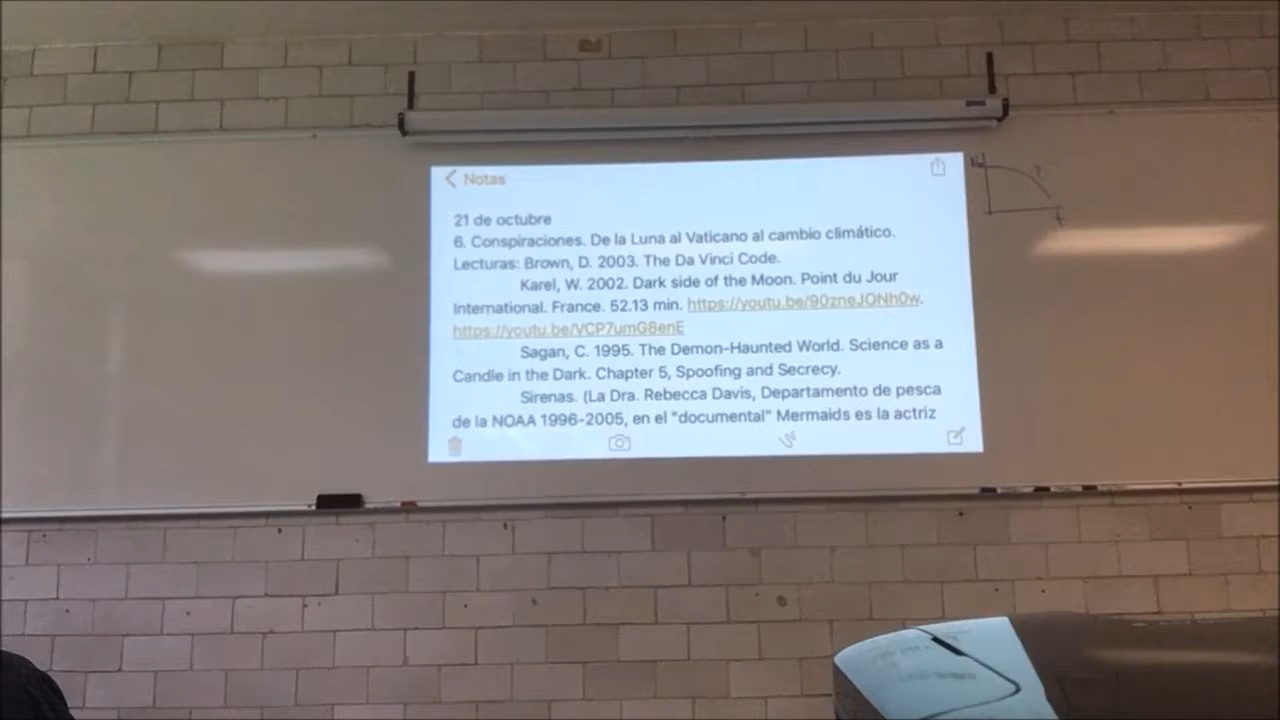 Notas
21 de octubre
6. Conspiraciones. De la Luna al Vaticano al cambio climático.
Lecturas: Brown, D. 2003. The Da Vinci Code.
Karel, W. 2002. Dark side of the Moon. Point du Jour
International. France. 52.13 min. https://youtu.be/90zneJONh0w.
https://youtu.be/VCP7umG8enE
Sagan, C. 1995. The Demon-Haunted World. Science as a
Candle in the Dark. Chapter 5, Spoofing and Secrecy.
Sirenas. (La Dra. Rebecca Davis, Departamento de pesca
de la NOAA 1996-2005, en el "documental" Mermaids es la actriz